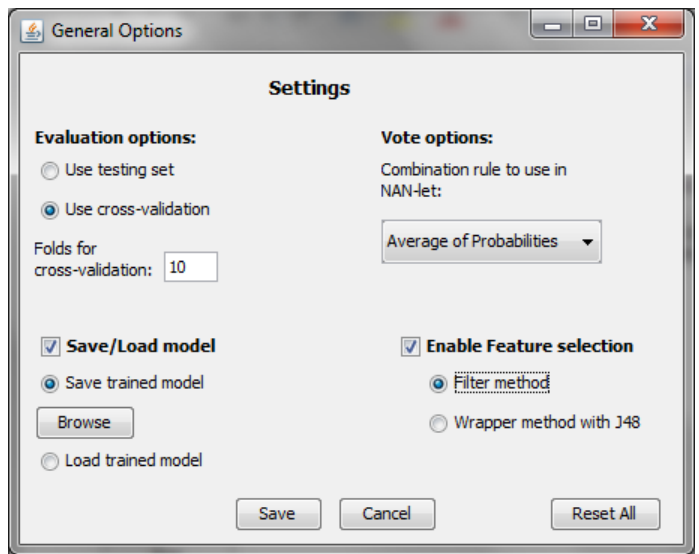 General Options
Settings
Evaluation options:
Use testing set
Use cross-validation
Folds for
cross-validation: 10
Vote options:
Combination rule to use in
NAN-let:
Average of Probabilities
Save/Load model
Save trained model
Browse
Load trained model
Enable Feature selection
Filter method
Wrapper method with J48
Save
Cancel
Reset All